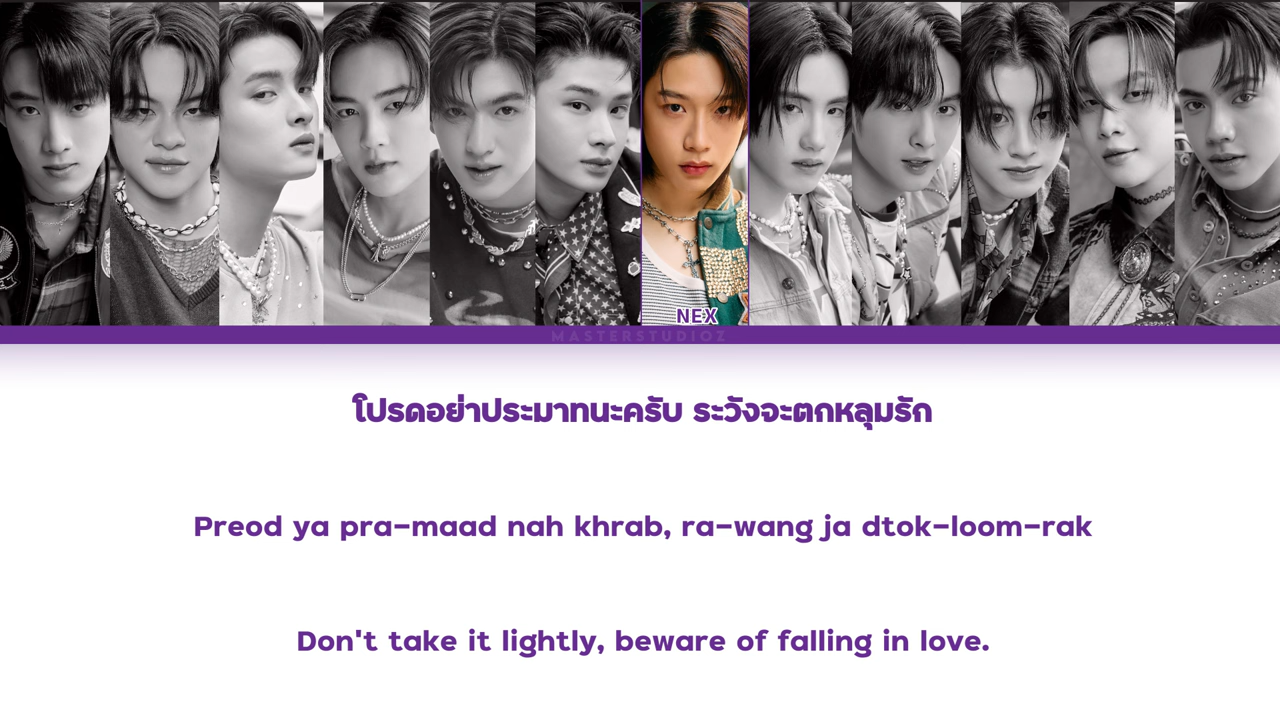 NEX
MASTERSTUDIOZ
โปรดอย่าประมาทนะครับ ระวังจะตกหลุมรัก
Preod ya pra-maad nah khrab, ra-wang ja dtok-loom-rak
Don't take it lightly, beware of falling in love.